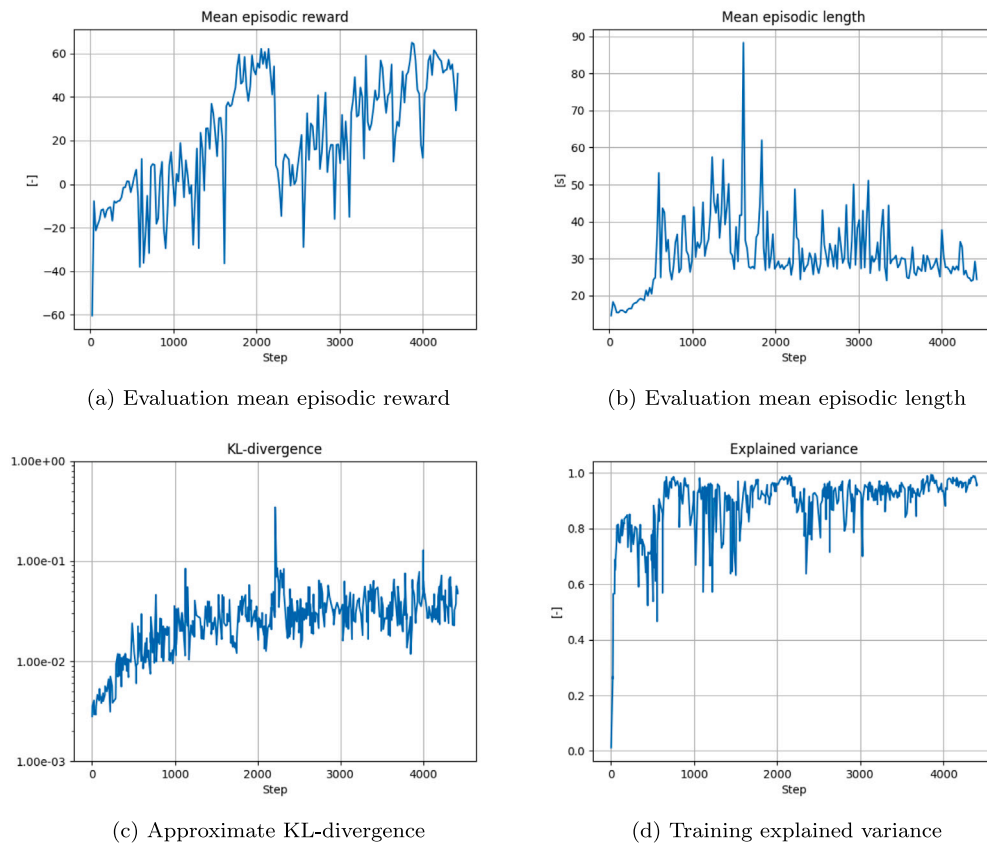 Mean episodic reward
60
40
20
0
−20
−40
−60
[-]
0 1000 2000 3000 4000
Step
(a) Evaluation mean episodic reward
Mean episodic length
90
80
70
60
50
40
30
20
[s]
0 1000 2000 3000 4000
Step
(b) Evaluation mean episodic length
KL-divergence
1.00e+00
1.00e-01
1.00e-02
1.00e-03
0 1000 2000 3000 4000
Step
(c) Approximate KL-divergence
Explained variance
1.0
0.8
0.6
0.4
0.2
0.0
[-]
0 1000 2000 3000 4000
Step
(d) Training explained variance